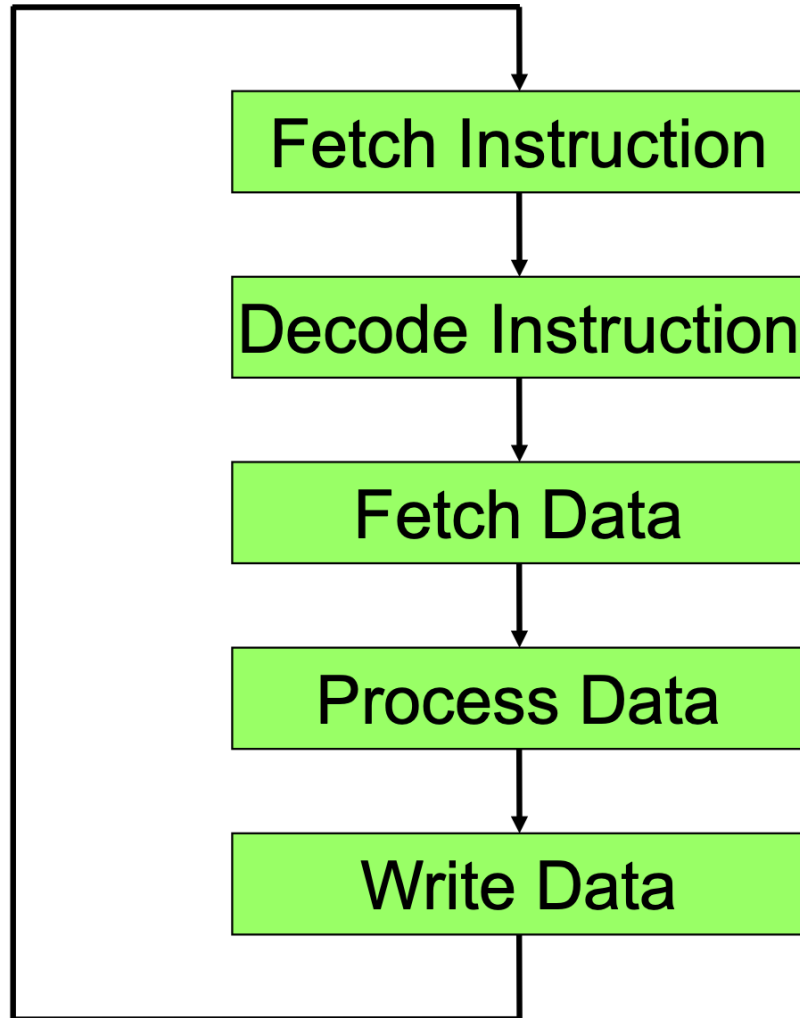 Fetch Instruction
Decode Instruction
Fetch Data
Process Data
Write Data